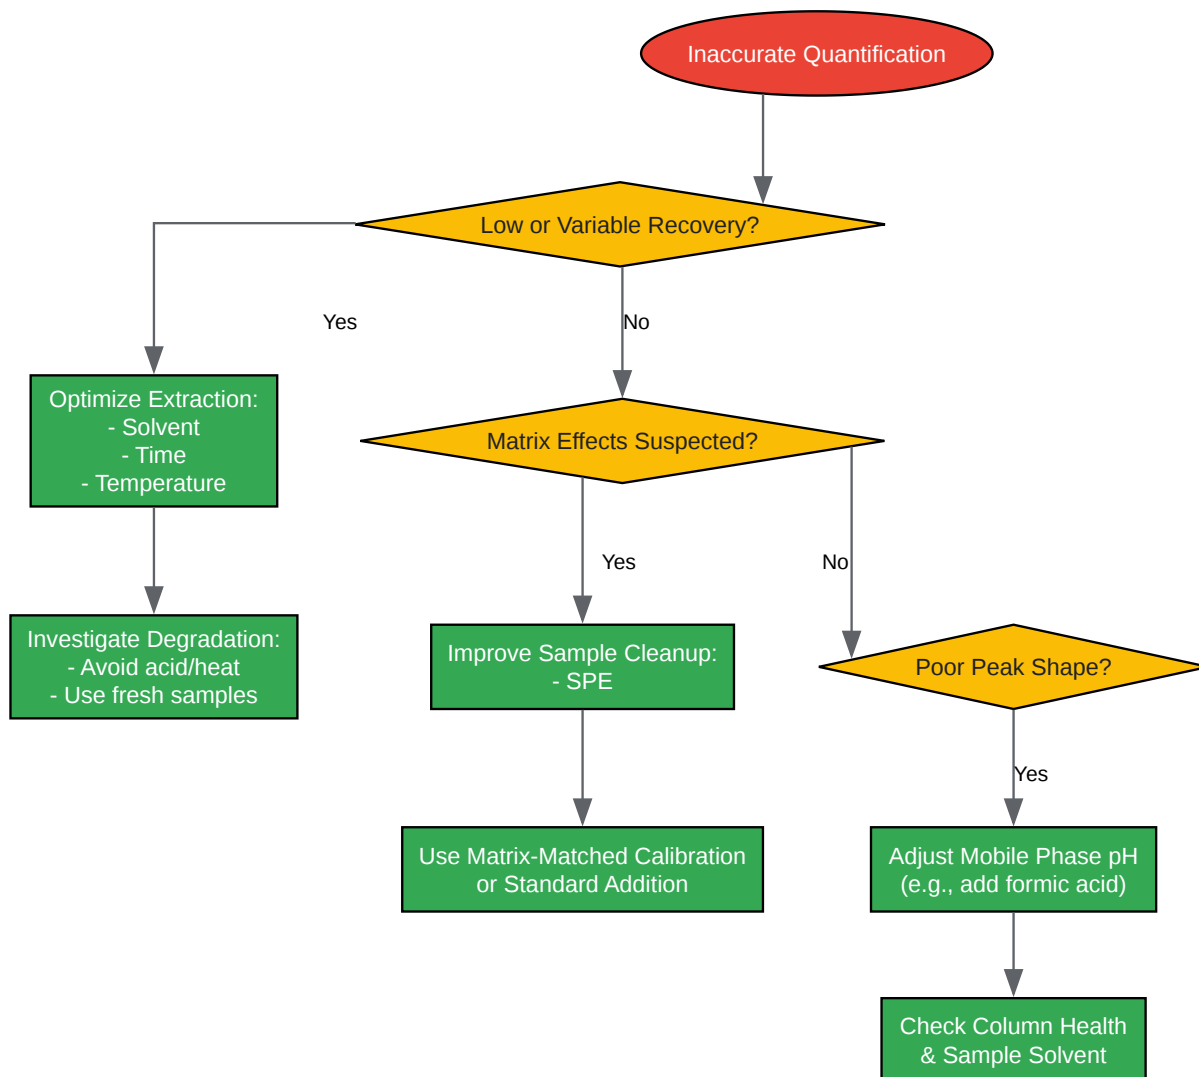 Inaccurate Quantification
Low or Variable Recovery?
Yes
No
Optimize Extraction:
- Solvent
- Time
- Temperature
Matrix Effects Suspected?
Yes
No
Investigate Degradation:
- Avoid acid/heat
- Use fresh samples
Improve Sample Cleanup:
- SPE
Poor Peak Shape?
Yes
Use Matrix-Matched Calibration
or Standard Addition
Adjust Mobile Phase pH
(e.g., add formic acid)
Check Column Health
& Sample Solvent